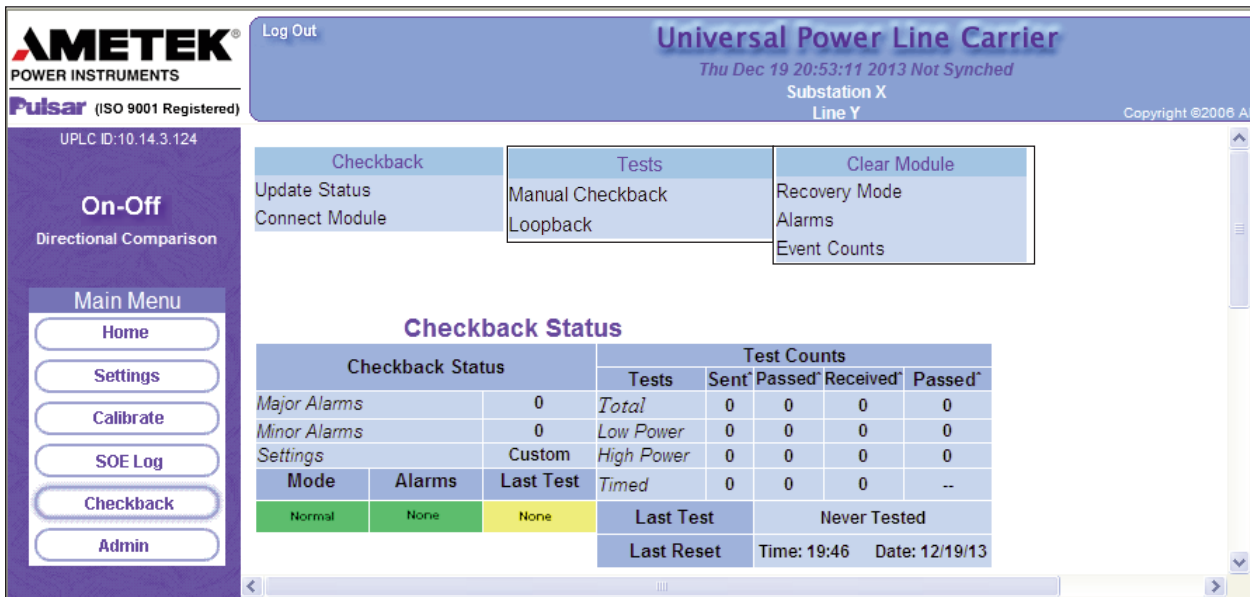 AMETEK®
POWER INSTRUMENTS
Pulsar (ISO 9001 Registered)
Log Out
Universal Power Line Carrier
Thu Dec 19 20:53:11 2013 Not Synched
Substation X
Line Y
Copyright ©2006 A
UPLC ID:10.14.3.124
On-Off
Directional Comparison
Main Menu
Home
Settings
Calibrate
SOE Log
Checkback
Admin
Checkback
Update Status
Connect Module
Tests
Manual Checkback
Loopback
Clear Module
Recovery Mode
Alarms
Event Counts
Checkback Status
Checkback Status
Major Alarms 0
Minor Alarms 0
Settings Custom
Mode Alarms Last Test
Normal None None
Test Counts
Tests Sent^ Passed^ Received^ Passed^
Total 0 0 0 0
Low Power 0 0 0 0
High Power 0 0 0 0
Timed 0 0 0 --
Last Test Never Tested
Last Reset Time: 19:46 Date: 12/19/13